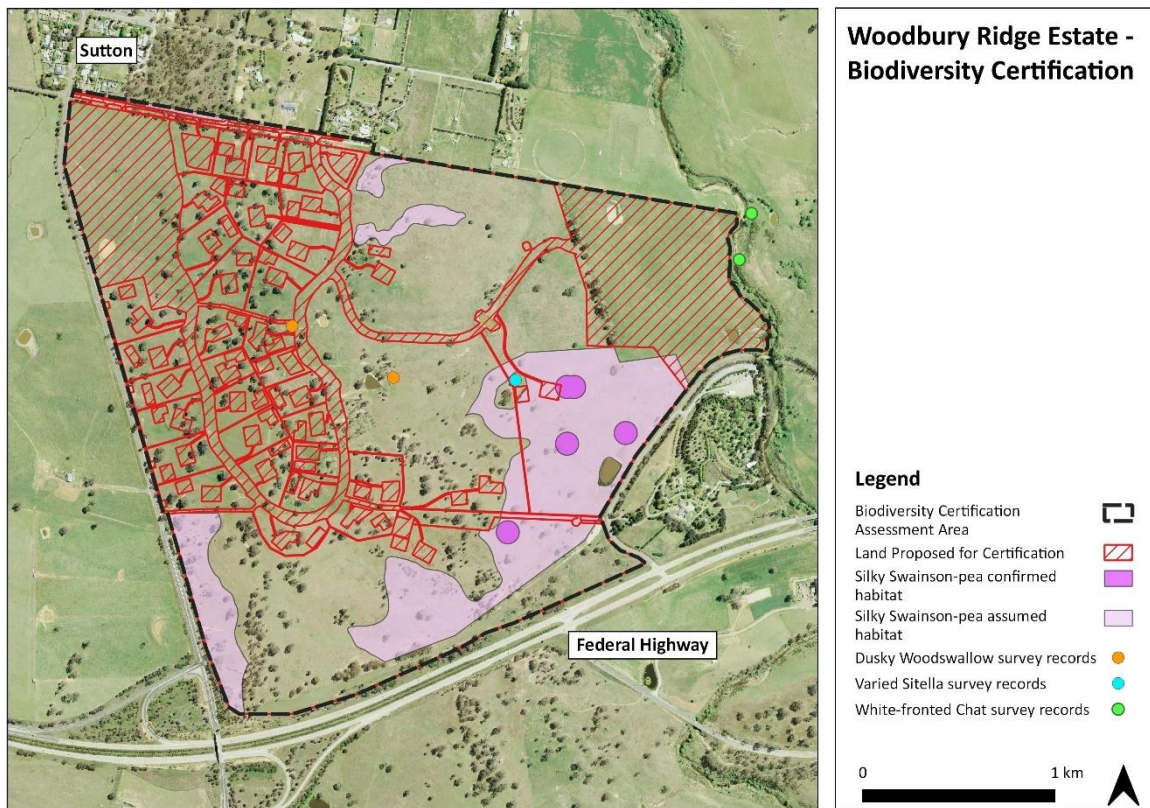 Sutton
Federal Highway
Woodbury Ridge Estate -
Biodiversity Certification
Legend
Biodiversity Certification
Assessment Area
Land Proposed for Certification
Silky Swainson-pea confirmed
habitat
Silky Swainson-pea assumed
habitat
Dusky Woodswallow survey records
Varied Sitella survey records
White-fronted Chat survey records
0 1 km